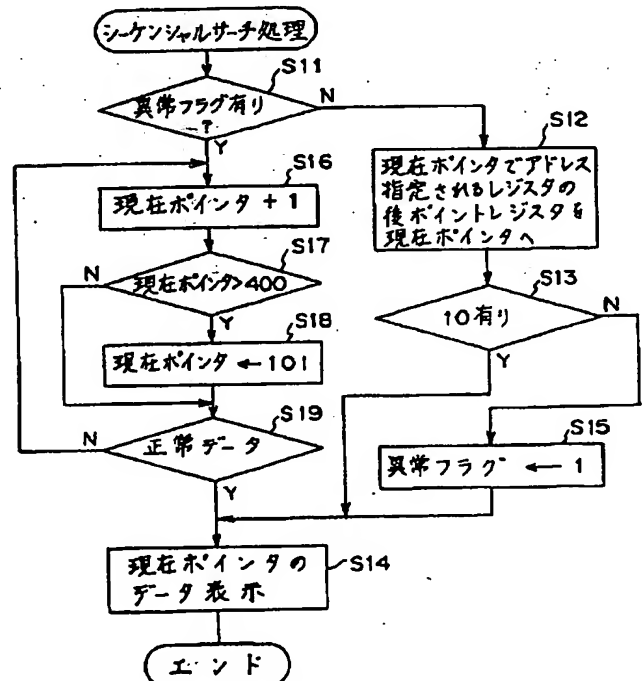 シーケンシャルサーチ処理
S11
異常フラグ有り
?
N
Y
S12
現在ポインタでアドレス
指定されるレジスタの
後ポイントレジスタを
現在ポインタへ
S16
現在ポインタ + 1
S17
N
現在ポインタ>400
Y
S13
10有り
N
Y
S18
現在ポインタ ← 101
S19
N
正常データ
Y
S15
異常フラグ ← 1
S14
現在ポインタの
データ表示
エンド